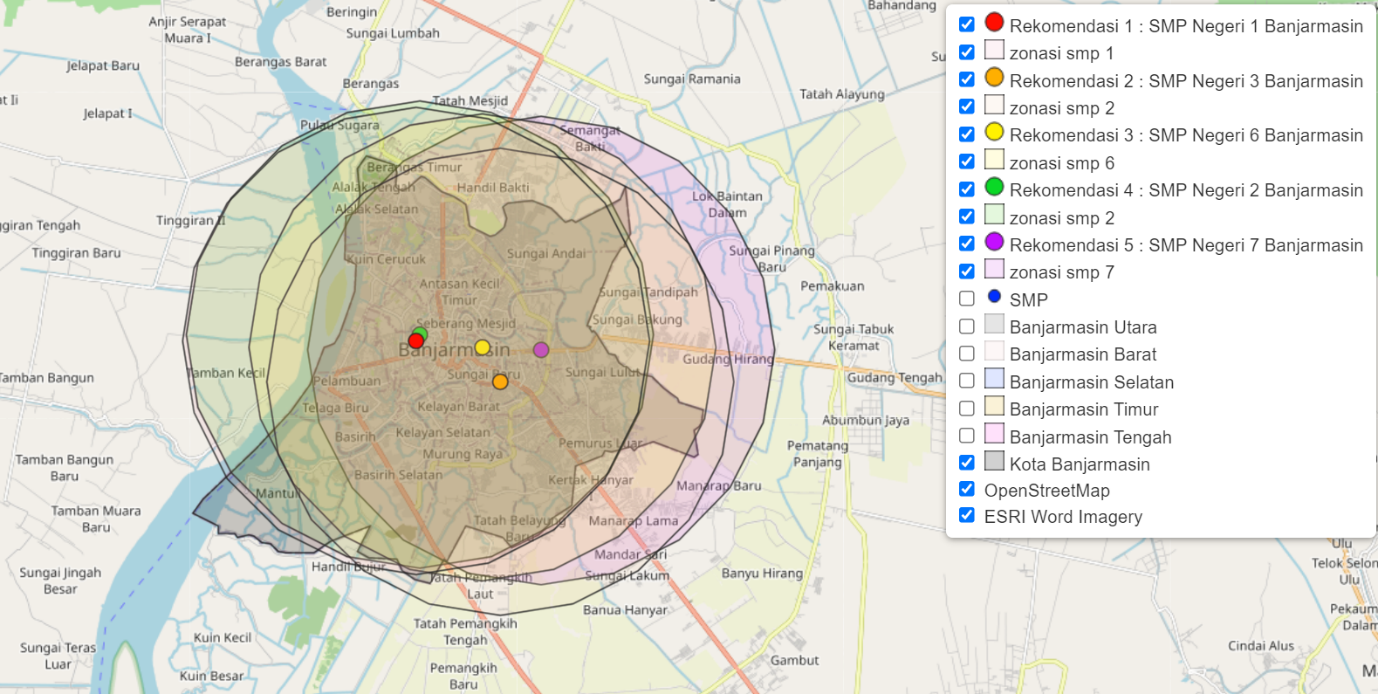 Beringin
Bahandang
Anjir Serapat
Muara I
Sungai Lumbah
Jelapat Baru
Berangas Barat
Berangas
Sungai Ramania
Tatah Alayung
Tatah Mesjid
Jelapat I
Pulau Sugara
Semangat
Bakti
Berangas Timur
Alalak Tengah
Handil Bakti
Lok Baintan
Dalam
Alalak Selatan
Tinggiran II
Tinggiran Baru
Sungai Andai
Sungai Pinang
Baru
Kuin Cerucuk
Antasan Kecil
Timur
Sungai Tandipah
Pemakuan
Seberang Mesjid
Sungai Bakung
Sungai Tabuk
Keramat
Banjarmasin
Gudang Hirang
Tamban Kecil
Sungai Baru
Sungai Lulut
Gudang Tengah
Tamban Bangun
Pelambuan
Telaga Biru
Kelayan Barat
Abumbun Jaya
Basirih
Kelayan Selatan
Pemurus Luar
Pematang
Panjang
Murung Raya
Tamban Bangun
Baru
Basirih Selatan
Kertak Hanyar
Manarap Baru
Mantuil
Tamban Muara
Baru
Tatah Belayung
Baru
Manarap Lama
Mandar Sari
Handil Bujur
Sungai Jingah
Besar
Tatah Pemangkih
Laut
Sungai Lakum
Banyu Hirang
Banua Hanyar
Tatah Pemangkih
Tengah
Kuin Kecil
Sungai Teras
Luar
Kuin Besar
Pemangkih
Baru
Gambut
Cindai Alus
Ulu
Telok Selon
Ulu
Pekaum
Dalam
Rekomendasi 1 : SMP Negeri 1 Banjarmasin
zonasi smp 1
Rekomendasi 2 : SMP Negeri 3 Banjarmasin
zonasi smp 2
Rekomendasi 3 : SMP Negeri 6 Banjarmasin
zonasi smp 6
Rekomendasi 4 : SMP Negeri 2 Banjarmasin
zonasi smp 2
Rekomendasi 5 : SMP Negeri 7 Banjarmasin
zonasi smp 7
SMP
Banjarmasin Utara
Banjarmasin Barat
Banjarmasin Selatan
Banjarmasin Timur
Banjarmasin Tengah
Kota Banjarmasin
OpenStreetMap
ESRI Word Imagery